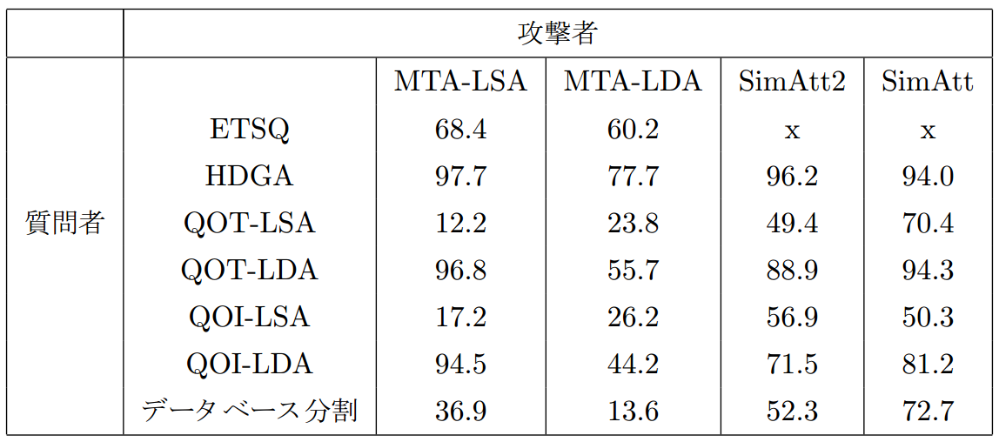 攻撃者
MTA-LSA MTA-LDA SimAtt2 SimAtt
ETSQ 68.4 60.2 x x
HDGA 97.7 77.7 96.2 94.0
質問者 QOT-LSA 12.2 23.8 49.4 70.4
QOT-LDA 96.8 55.7 88.9 94.3
QOI-LSA 17.2 26.2 56.9 50.3
QOI-LDA 94.5 44.2 71.5 81.2
データベース分割 36.9 13.6 52.3 72.7